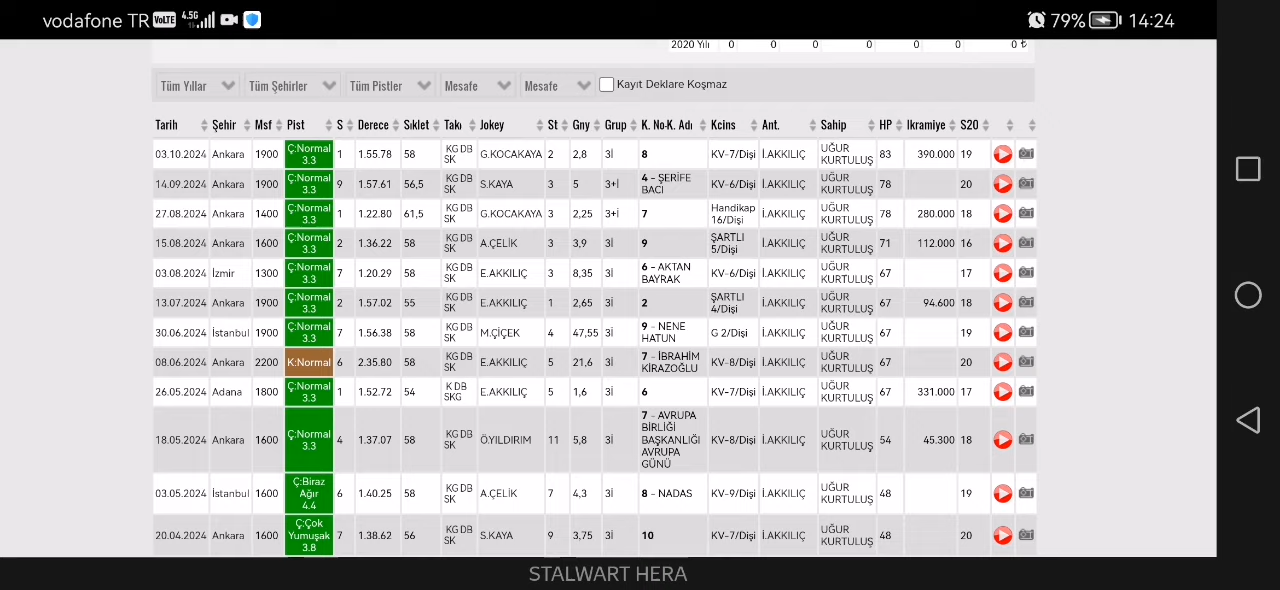 vodafone TR VoLTE 4.5G 79% 14:24
2020 Yılı 0 0 0 0 0 0 0 ₺
Tüm Yıllar Tüm Şehirler Tüm Pistler Mesafe Mesafe Kayıt Deklare Koşmaz
Tarih Şehir Msf Pist S Derece Sıklet Takı Jokey St Gny Grup K. No-K. Adı Kcins Ant. Sahip HP Ikramiye S20
03.10.2024 Ankara 1900 Ç:Normal 3.3 1 1.55.78 58 KG DB SK G.KOCAKAYA 2 2,8 3İ 8 KV-7/Dişi İ.AKKILIÇ UĞUR KURTULUŞ 83 390.000 19
14.09.2024 Ankara 1900 Ç:Normal 3.3 9 1.57.61 56,5 KG DB SK S.KAYA 3 5 3+İ 4 - ŞERİFE BACI KV-6/Dişi İ.AKKILIÇ UĞUR KURTULUŞ 78 20
27.08.2024 Ankara 1400 Ç:Normal 3.3 1 1.22.80 61,5 KG DB SK G.KOCAKAYA 3 2,25 3+İ 7 Handikap 16/Dişi İ.AKKILIÇ UĞUR KURTULUŞ 78 280.000 18
15.08.2024 Ankara 1600 Ç:Normal 3.3 2 1.36.22 58 KG DB SK A.ÇELİK 3 3,9 3İ 9 ŞARTLI 5/Dişi İ.AKKILIÇ UĞUR KURTULUŞ 71 112.000 16
03.08.2024 İzmir 1300 Ç:Normal 3.3 7 1.20.29 58 KG DB SK E.AKKILIÇ 3 8,35 3İ 6 - AKTAN BAYRAK KV-6/Dişi İ.AKKILIÇ UĞUR KURTULUŞ 67 17
13.07.2024 Ankara 1900 Ç:Normal 3.3 2 1.57.02 55 KG DB SK E.AKKILIÇ 1 2,65 3İ 2 ŞARTLI 4/Dişi İ.AKKILIÇ UĞUR KURTULUŞ 67 94.600 18
30.06.2024 İstanbul 1900 Ç:Normal 3.3 7 1.56.38 58 KG DB SK M.ÇİÇEK 4 47,55 3İ 9 - NENE HATUN G 2/Dişi İ.AKKILIÇ UĞUR KURTULUŞ 67 19
08.06.2024 Ankara 2200 K:Normal 6 2.35.80 58 KG DB SK E.AKKILIÇ 5 21,6 3İ 7 - İBRAHİM KİRAZOĞLU KV-8/Dişi İ.AKKILIÇ UĞUR KURTULUŞ 67 20
26.05.2024 Adana 1800 Ç:Normal 3.3 1 1.52.72 54 K DB SKG E.AKKILIÇ 5 1,6 3İ 6 KV-7/Dişi İ.AKKILIÇ UĞUR KURTULUŞ 67 331.000 17
18.05.2024 Ankara 1600 Ç:Normal 3.3 4 1.37.07 58 KG DB SK Ö.YILDIRIM 11 5,8 3İ 7 - AVRUPA BİRLİĞİ BAŞKANLIĞI AVRUPA GÜNÜ KV-8/Dişi İ.AKKILIÇ UĞUR KURTULUŞ 54 45.300 18
03.05.2024 İstanbul 1600 Ç:Biraz Ağır 4.4 6 1.40.25 58 KG DB SK A.ÇELİK 7 4,3 3İ 8 - NADAS KV-9/Dişi İ.AKKILIÇ UĞUR KURTULUŞ 48 19
20.04.2024 Ankara 1600 Ç:Çok Yumuşak 3.8 7 1.38.62 56 KG DB SK S.KAYA 9 3,75 3İ 10 KV-7/Dişi İ.AKKILIÇ UĞUR KURTULUŞ 48 20
STALWART HERA